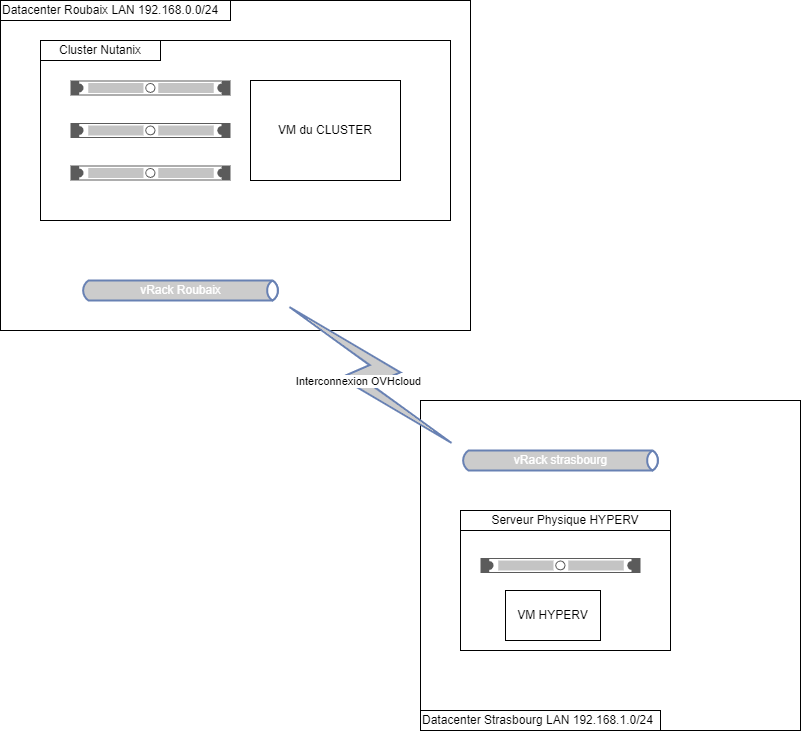 Datacenter Roubaix LAN 192.168.0.0/24
Cluster Nutanix
VM du CLUSTER
vRack Roubaix
Interconnexion OVHcloud
vRack strasbourg
Serveur Physique HYPERV
VM HYPERV
Datacenter Strasbourg LAN 192.168.1.0/24